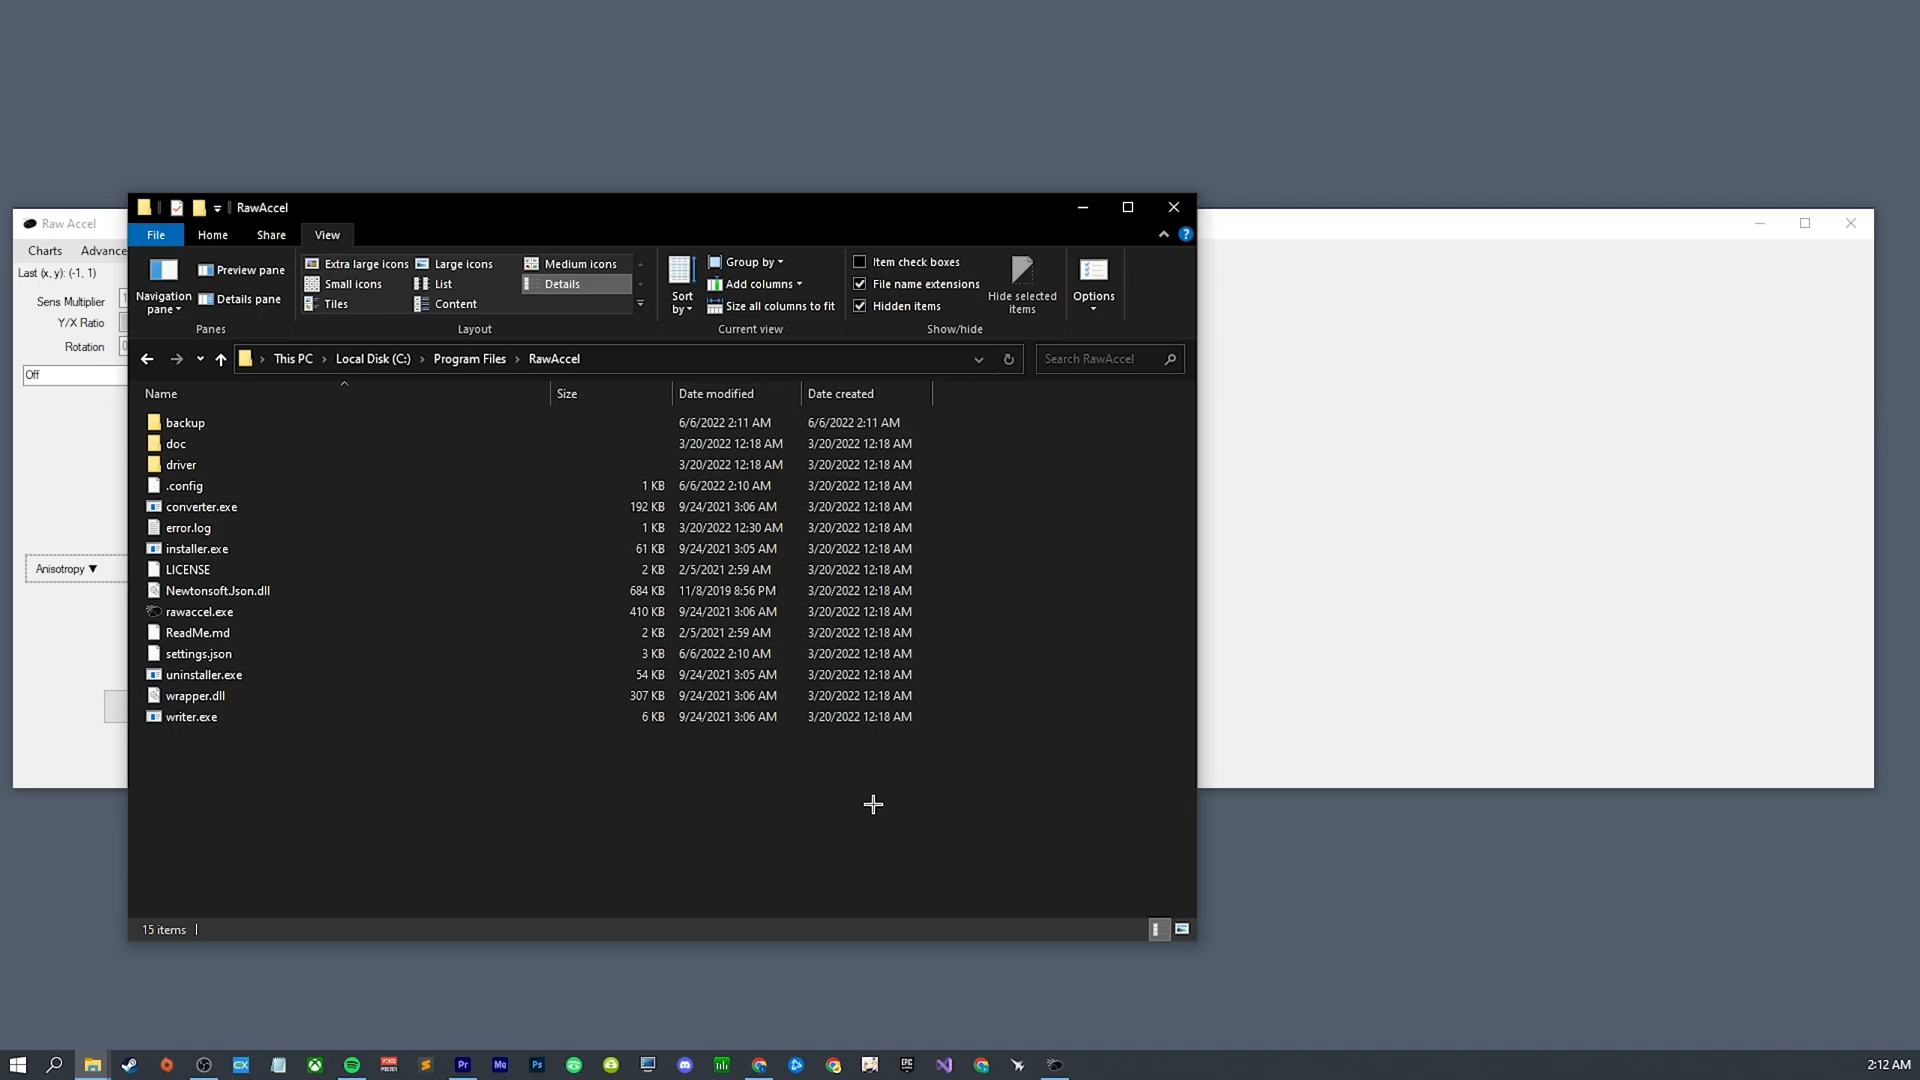 RawAccel
File Home Share View
Navigation pane
Preview pane
Details pane
Panes
Extra large icons Large icons Medium icons
Small icons List Details
Tiles Content
Layout
Sort by
Group by
Add columns
Size all columns to fit
Current view
Item check boxes
File name extensions
Hidden items
Hide selected items
Show/hide
Options
This PC Local Disk (C:) Program Files RawAccel
Search RawAccel
Name Size Date modified Date created
backup 6/6/2022 2:11 AM 6/6/2022 2:11 AM
doc 3/20/2022 12:18 AM 3/20/2022 12:18 AM
driver 3/20/2022 12:18 AM 3/20/2022 12:18 AM
.config 1 KB 6/6/2022 2:10 AM 3/20/2022 12:18 AM
converter.exe 192 KB 9/24/2021 3:06 AM 3/20/2022 12:18 AM
error.log 1 KB 3/20/2022 12:30 AM 3/20/2022 12:18 AM
installer.exe 61 KB 9/24/2021 3:05 AM 3/20/2022 12:18 AM
LICENSE 2 KB 2/5/2021 2:59 AM 3/20/2022 12:18 AM
Newtonsoft.Json.dll 684 KB 11/8/2019 8:56 PM 3/20/2022 12:18 AM
rawaccel.exe 410 KB 9/24/2021 3:06 AM 3/20/2022 12:18 AM
ReadMe.md 2 KB 2/5/2021 2:59 AM 3/20/2022 12:18 AM
settings.json 3 KB 6/6/2022 2:10 AM 3/20/2022 12:18 AM
uninstaller.exe 54 KB 9/24/2021 3:05 AM 3/20/2022 12:18 AM
wrapper.dll 307 KB 9/24/2021 3:06 AM 3/20/2022 12:18 AM
writer.exe 6 KB 9/24/2021 3:06 AM 3/20/2022 12:18 AM
15 items
Raw Accel
Charts Advance
Last (x, y): (-1, 1)
Sens Multiplier
Y/X Ratio
Rotation
Off
Anisotropy ▼
CX Pr Me Ps EPIC
2:12 AM